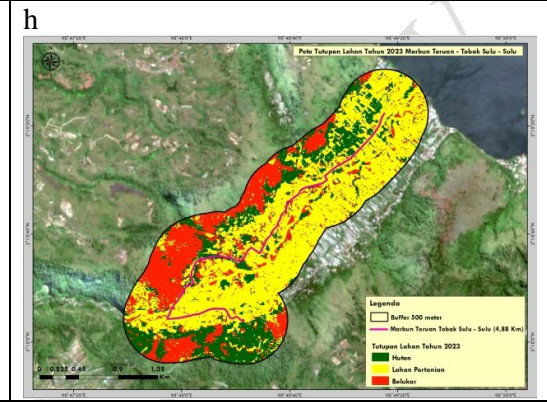 h
Peta Tutupan Lahan Tahun 2023 Marbun Toruan - Tobak Sulu - Sulu
Legenda
Buffer 500 meter
Marbun Toruan Tobak Sulu - Sulu (4,88 Km)
Tutupan Lahan Tahun 2023
Hutan
Lahan Pertanian
Belukar
0 0,225 0,45 0,9 1,35
Km